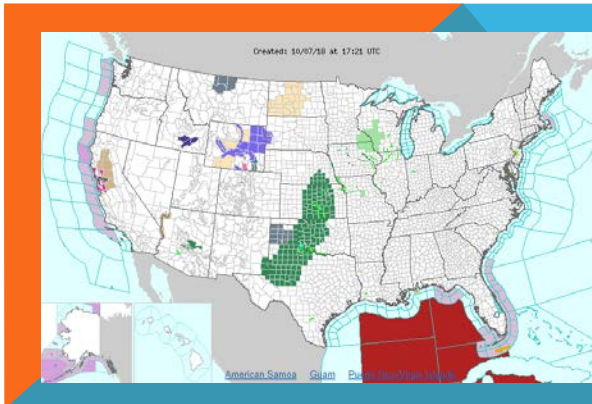 Created: 10/07/18 at 17:21 UTC
American Samoa Guam Puerto Rico/Virgin Islands